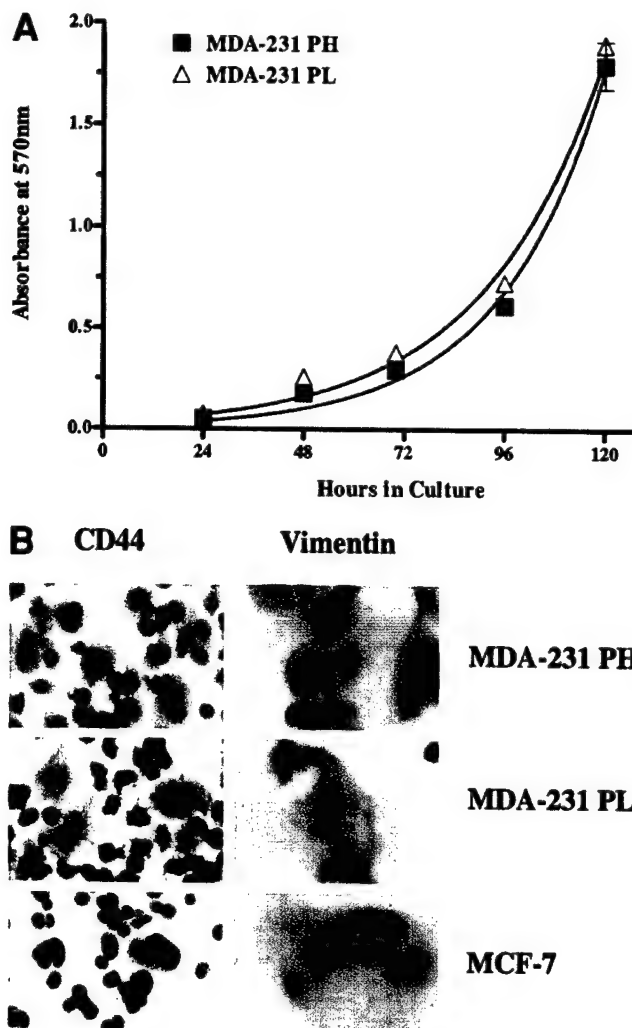 A
MDA-231 PH
MDA-231 PL
Absorbance at 570nm
2.0
1.5
1.0
0.5
0.0
0 24 48 72 96 120
Hours in Culture
B CD44 Vimentin
MDA-231 PH
MDA-231 PL
MCF-7